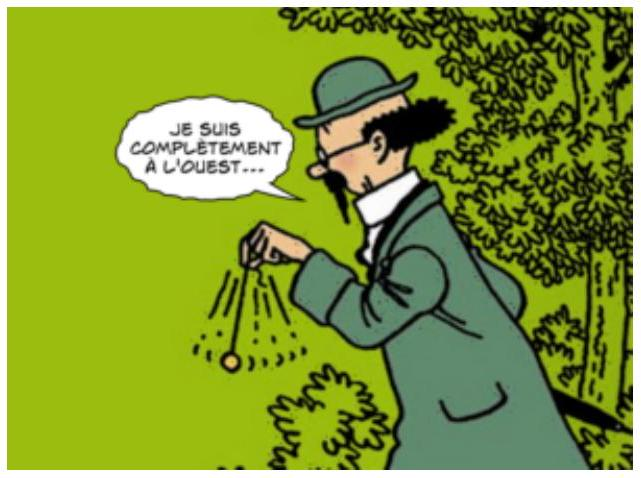 JE SUIS
COMPLÈTEMENT
À L'OUEST...